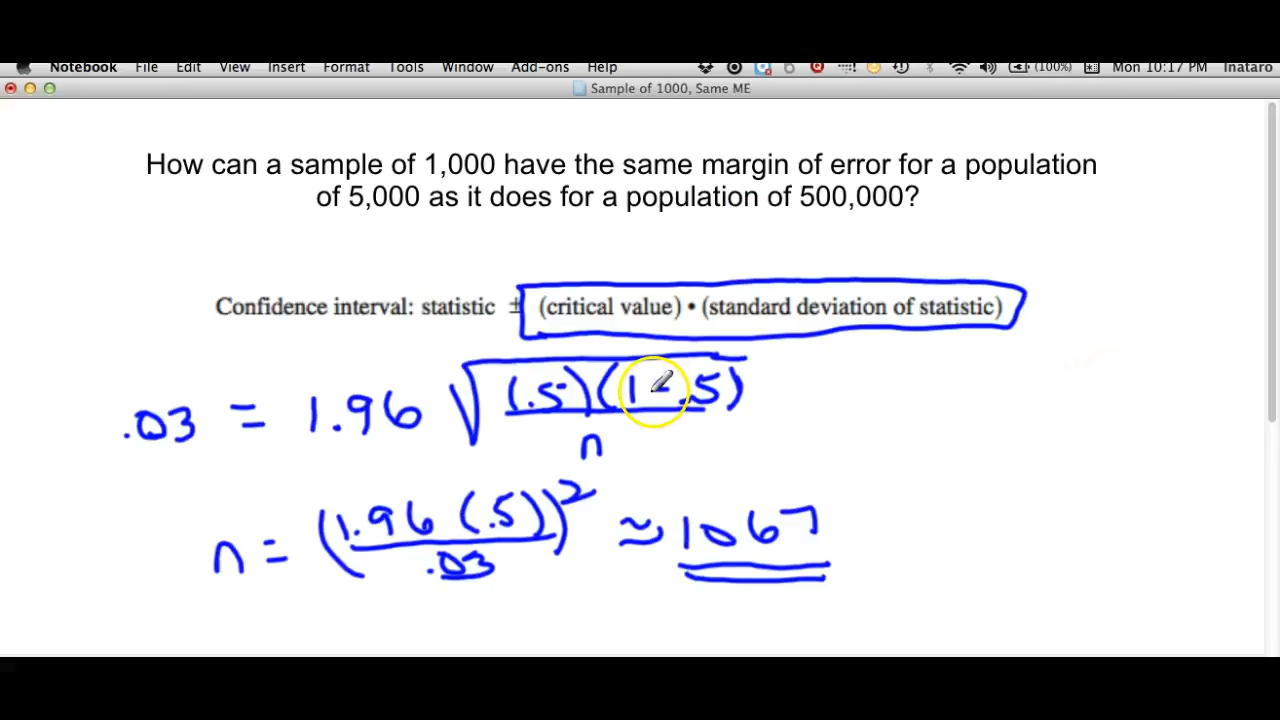 Notebook File Edit View Insert Format Tools Window Add-ons Help (100%) Mon 10:17 PM Inataro
Sample of 1000, Same ME
How can a sample of 1,000 have the same margin of error for a population
of 5,000 as it does for a population of 500,000?
Confidence interval: statistic ± (critical value) • (standard deviation of statistic)
.03 = 1.96 √((.5)(1-.5)/n)
n = (1.96(.5)/.03)² ≈ 1067